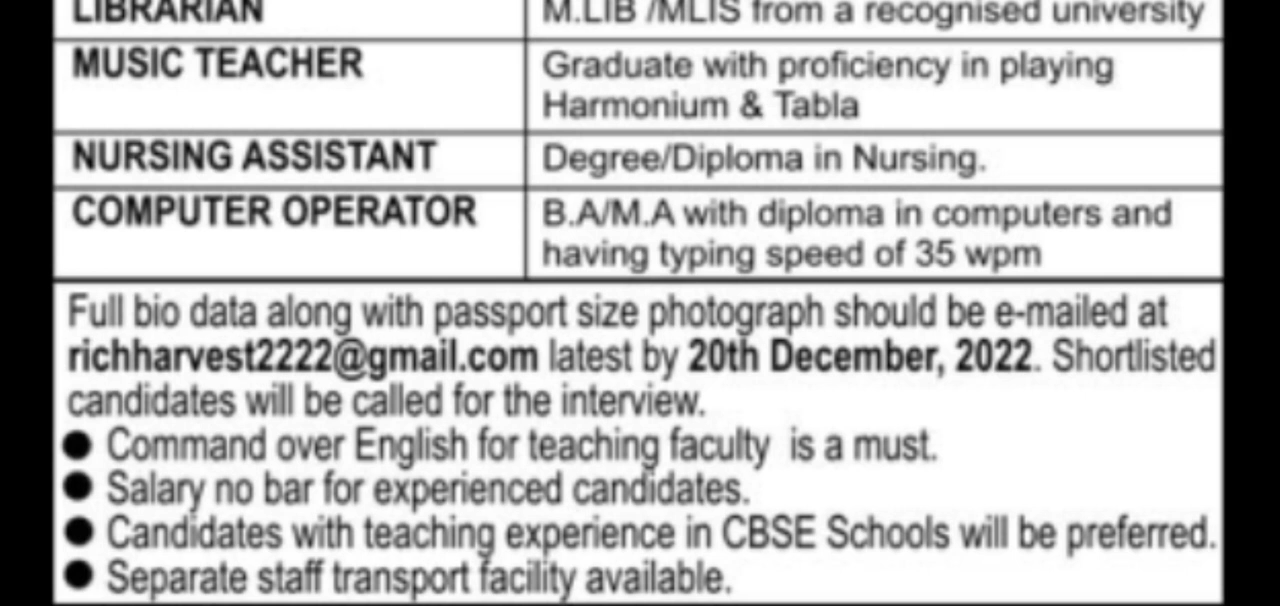 LIBRARIAN
M.LIB /MLIS from a recognised university
MUSIC TEACHER
Graduate with proficiency in playing
Harmonium & Tabla
NURSING ASSISTANT
Degree/Diploma in Nursing.
COMPUTER OPERATOR
B.A/M.A with diploma in computers and
having typing speed of 35 wpm
Full bio data along with passport size photograph should be e-mailed at
richharvest2222@gmail.com latest by 20th December, 2022. Shortlisted
candidates will be called for the interview.
● Command over English for teaching faculty is a must.
● Salary no bar for experienced candidates.
● Candidates with teaching experience in CBSE Schools will be preferred.
● Separate staff transport facility available.